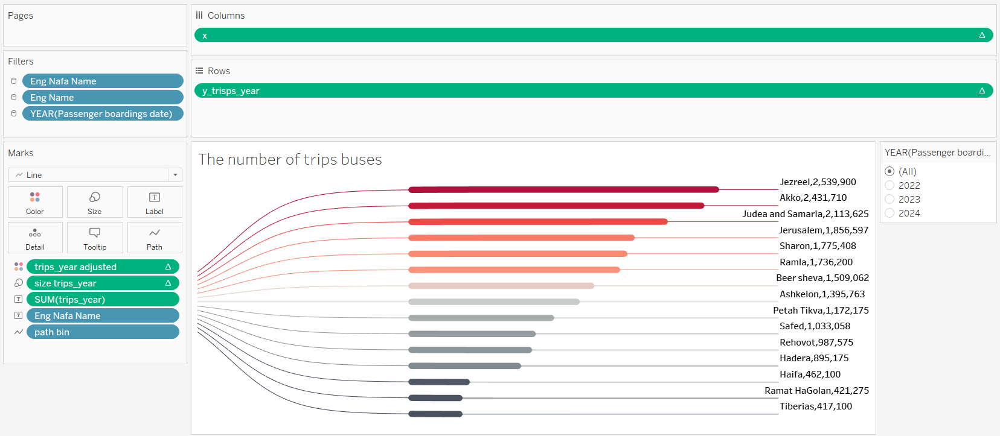 Pages
Filters
Eng Nafa Name
Eng Name
YEAR(Passenger boardings date)
Marks
Line
Color
Size
T
Label
Detail
Tooltip
Path
trips_year adjusted Δ
size trips_year Δ
T SUM(trips_year)
T Eng Nafa Name
path bin
Columns
x Δ
Rows
y_trisps_year Δ
The number of trips buses
Jezreel,2,539,900
Akko,2,431,710
Judea and Samaria,2,113,625
Jerusalem,1,856,597
Sharon,1,775,408
Ramla,1,736,200
Beer sheva,1,509,062
Ashkelon,1,395,763
Petah Tikva,1,172,175
Safed,1,033,058
Rehovot,987,575
Hadera,895,175
Haifa,462,100
Ramat HaGolan,421,275
Tiberias,417,100
YEAR(Passenger boardi...
(All)
2022
2023
2024